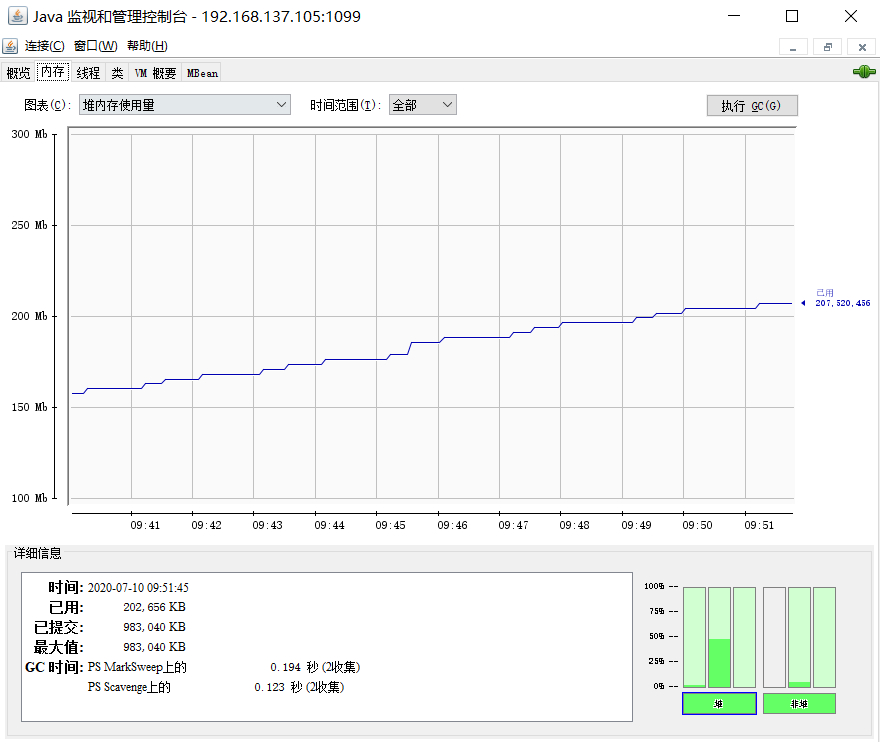 Java 监视和管理控制台 - 192.168.137.105:1099
连接(C) 窗口(W) 帮助(H)
概览 内存 线程 类 VM 概要 MBean
图表(C): 堆内存使用量 时间范围(I): 全部 执行 GC(G)
300 Mb
250 Mb
已用
207,520,456
200 Mb
150 Mb
100 Mb
09:41 09:42 09:43 09:44 09:45 09:46 09:47 09:48 09:49 09:50 09:51
详细信息
时间: 2020-07-10 09:51:45
已用: 202,656 KB
已提交: 983,040 KB
最大值: 983,040 KB
GC 时间: PS MarkSweep上的 0.194 秒 (2收集)
PS Scavenge上的 0.123 秒 (2收集)
100% --
75% --
50% --
25% --
0% --
堆 非堆